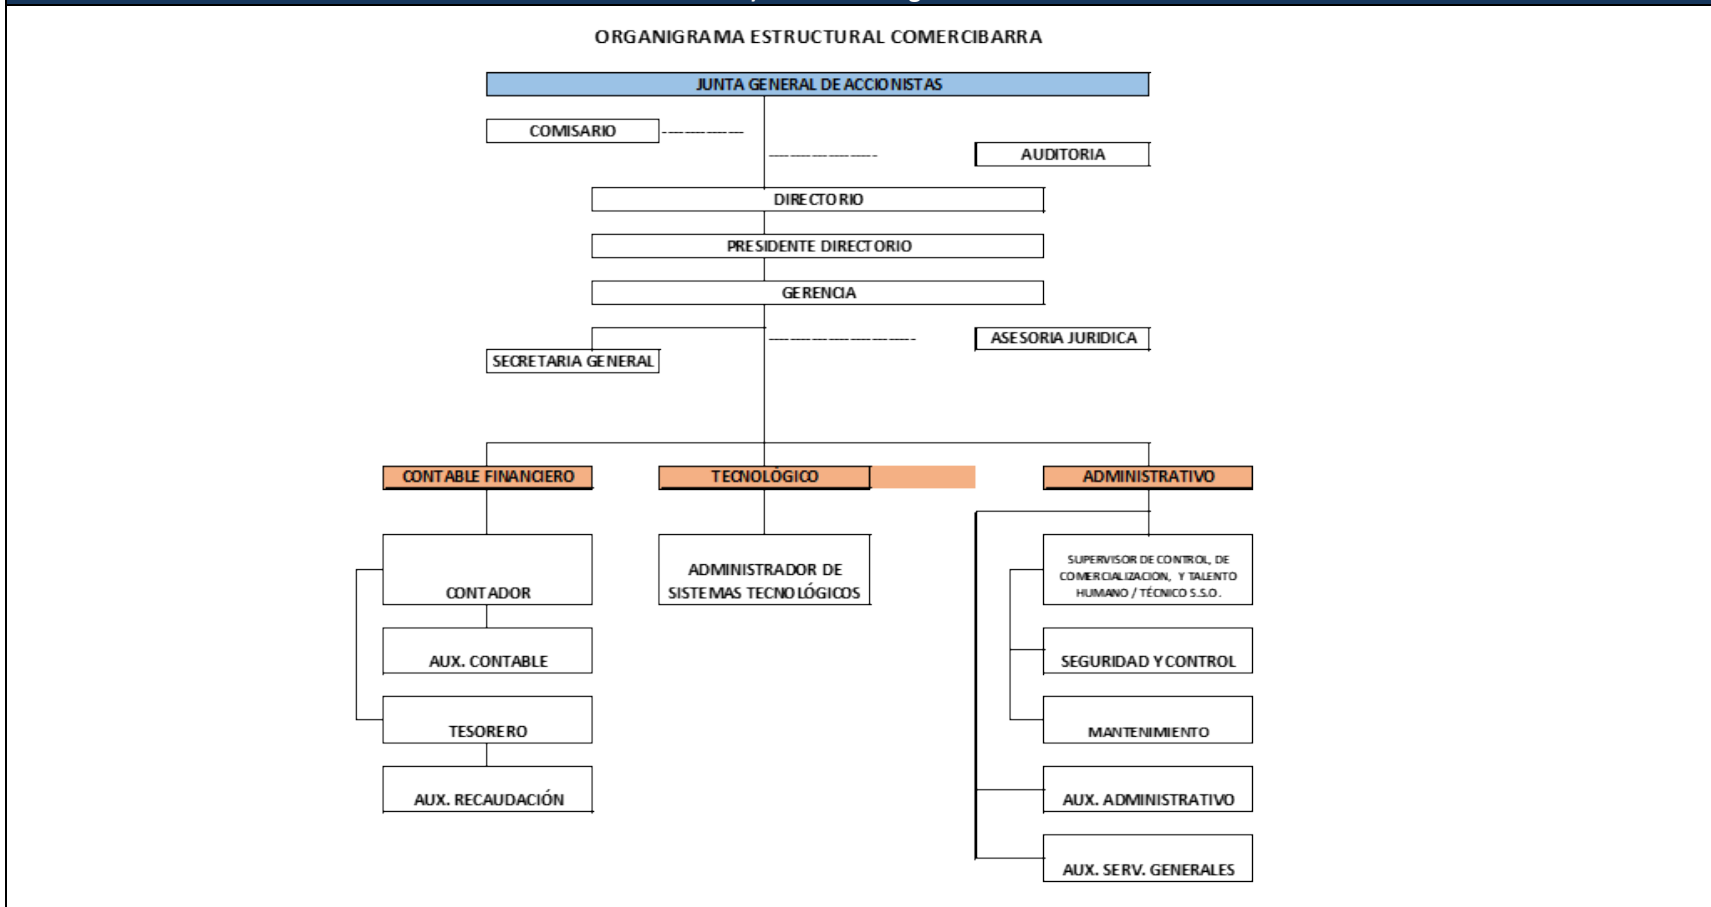 ORGANIGRAMA ESTRUCTURAL COMERCIBARRA
JUNTA GENERAL DE ACCIONISTAS
COMISARIO
AUDITORIA
DIRECTORIO
PRESIDENTE DIRECTORIO
GERENCIA
ASESORIA JURIDICA
SECRETARIA GENERAL
CONTABLE FINANCIERO
TECNOLÓGICO
ADMINISTRATIVO
CONTADOR
ADMINISTRADOR DE
SISTEMAS TECNOLÓGICOS
SUPERVISOR DE CONTROL, DE
COMERCIALIZACION, Y TALENTO
HUMANO / TÉCNICO S.S.O.
AUX. CONTABLE
SEGURIDAD Y CONTROL
TESORERO
MANTENIMIENTO
AUX. RECAUDACIÓN
AUX. ADMINISTRATIVO
AUX. SERV. GENERALES